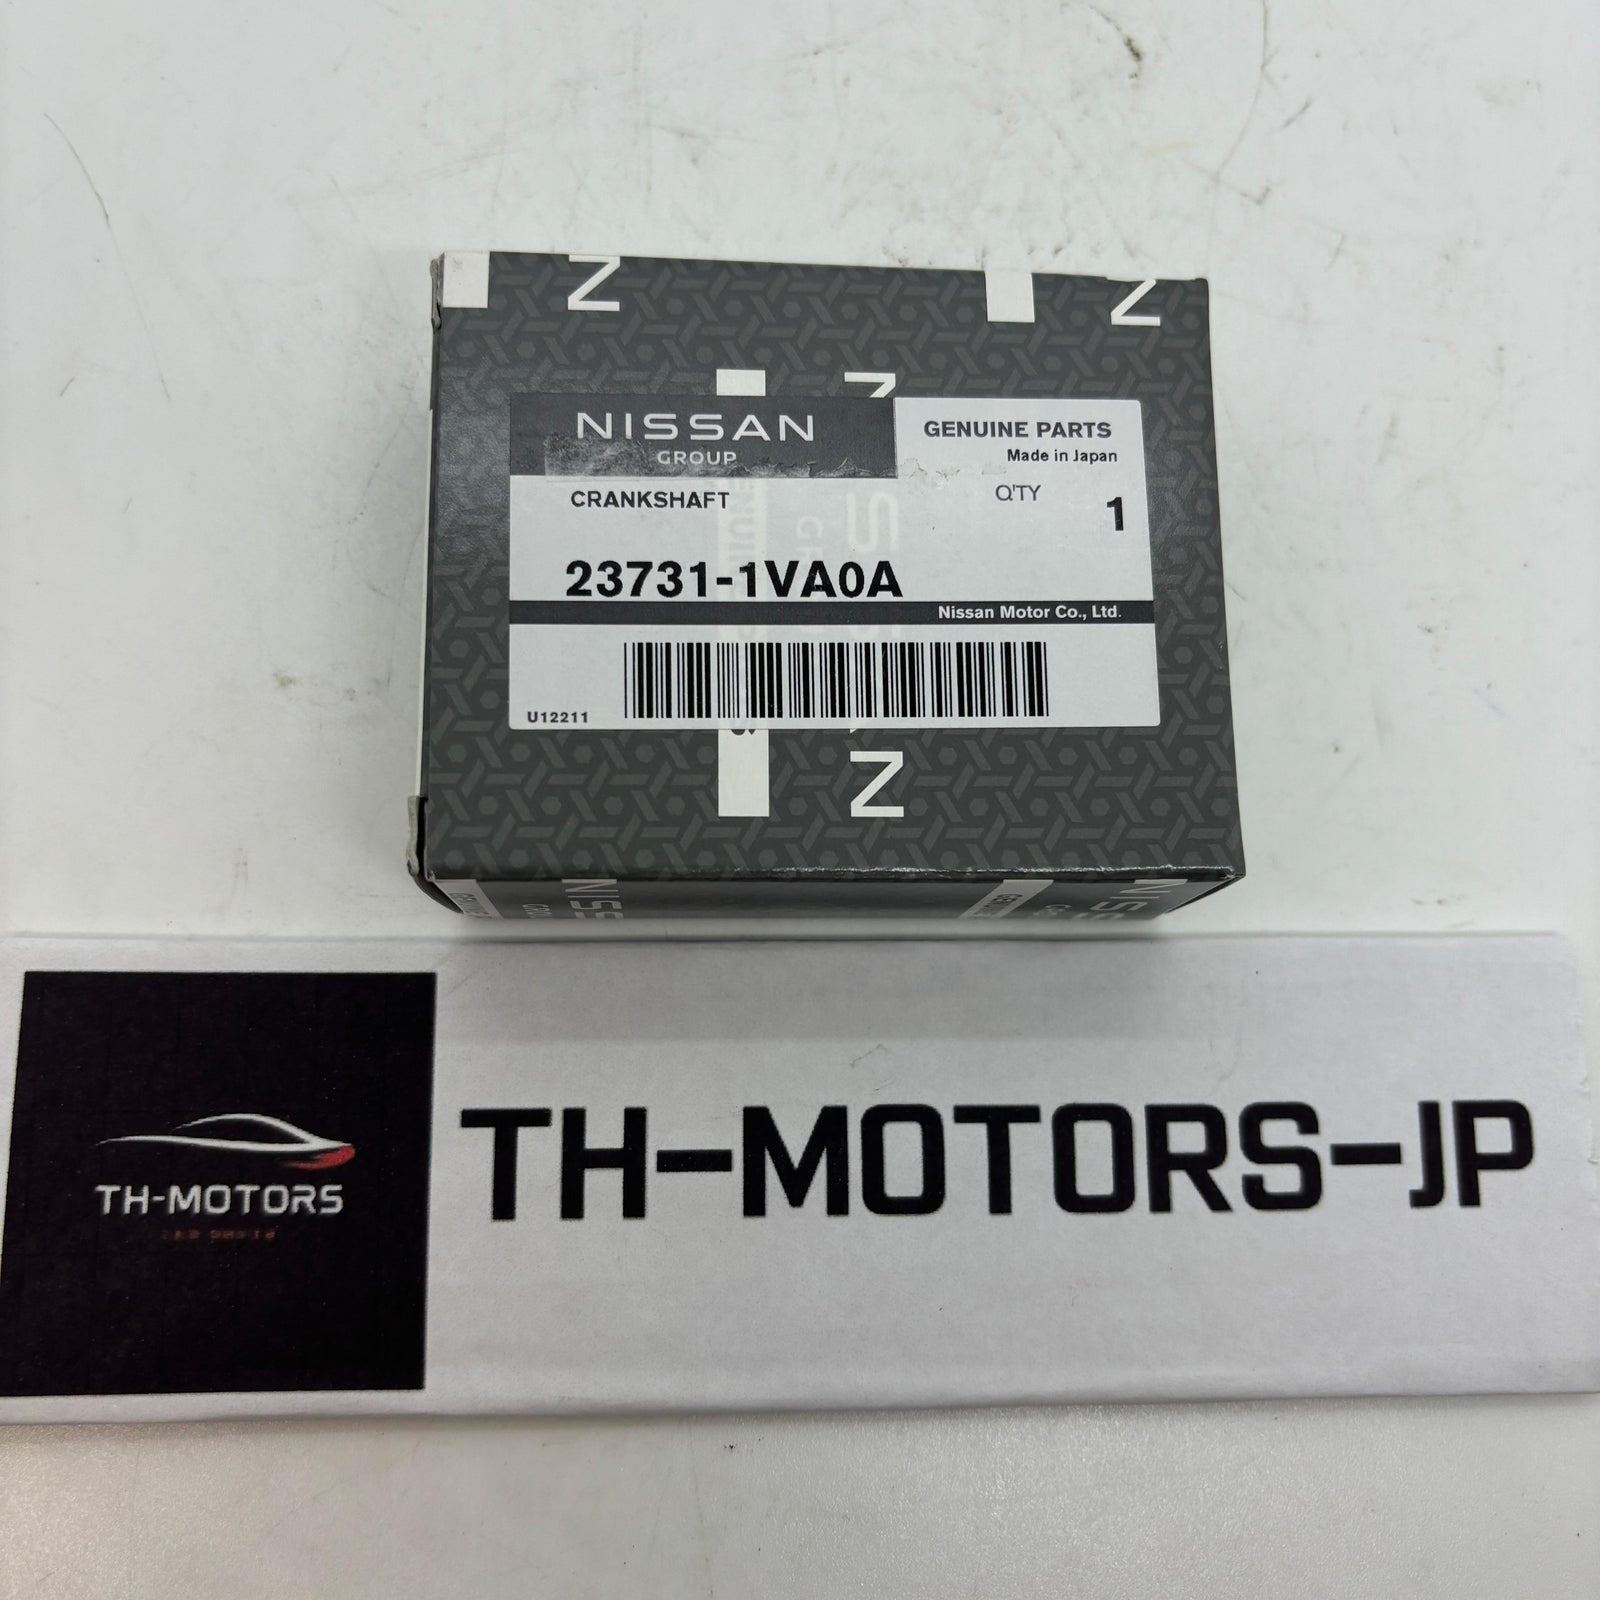 NISSAN
GROUP
GENUINE PARTS
Made in Japan
CRANKSHAFT
Q'TY
1
23731-1VA0A
Nissan Motor Co., Ltd.
U12211
TH-MOTORS
TH-MOTORS-JP